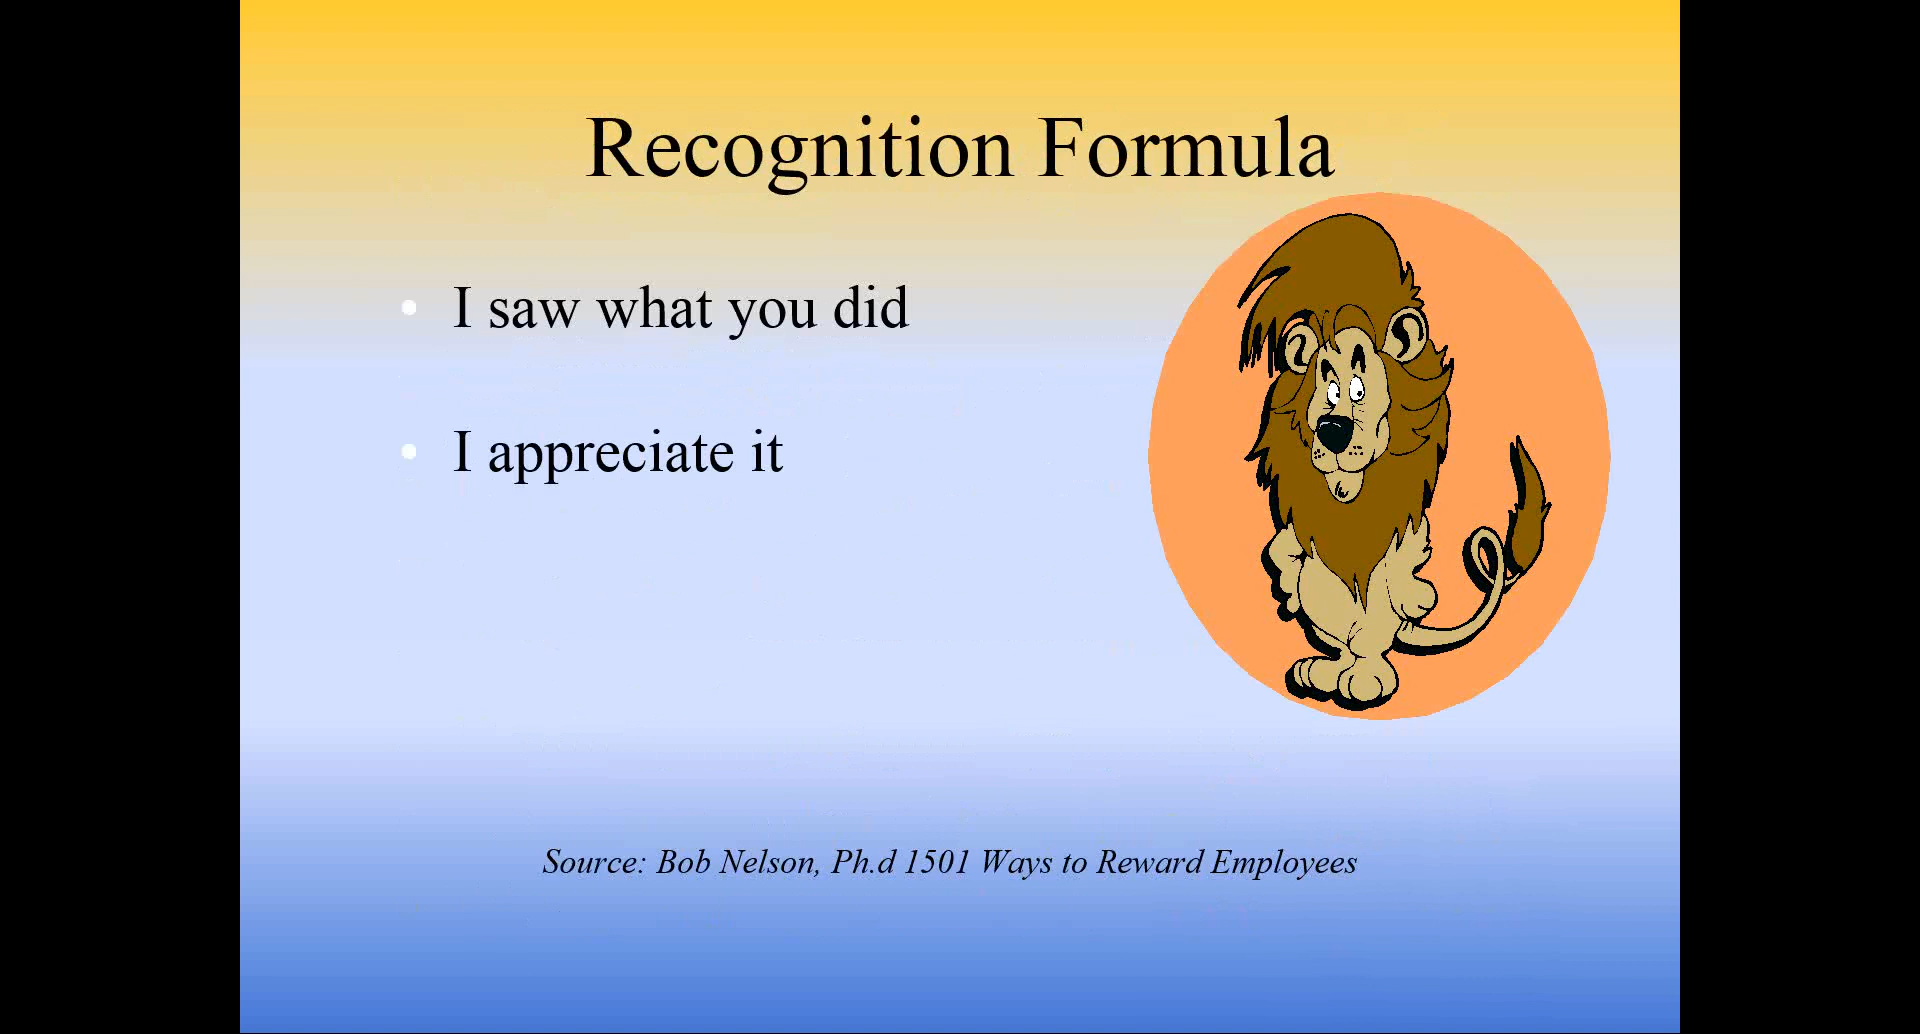 Recognition Formula
• I saw what you did
• I appreciate it
Source: Bob Nelson, Ph.d 1501 Ways to Reward Employees